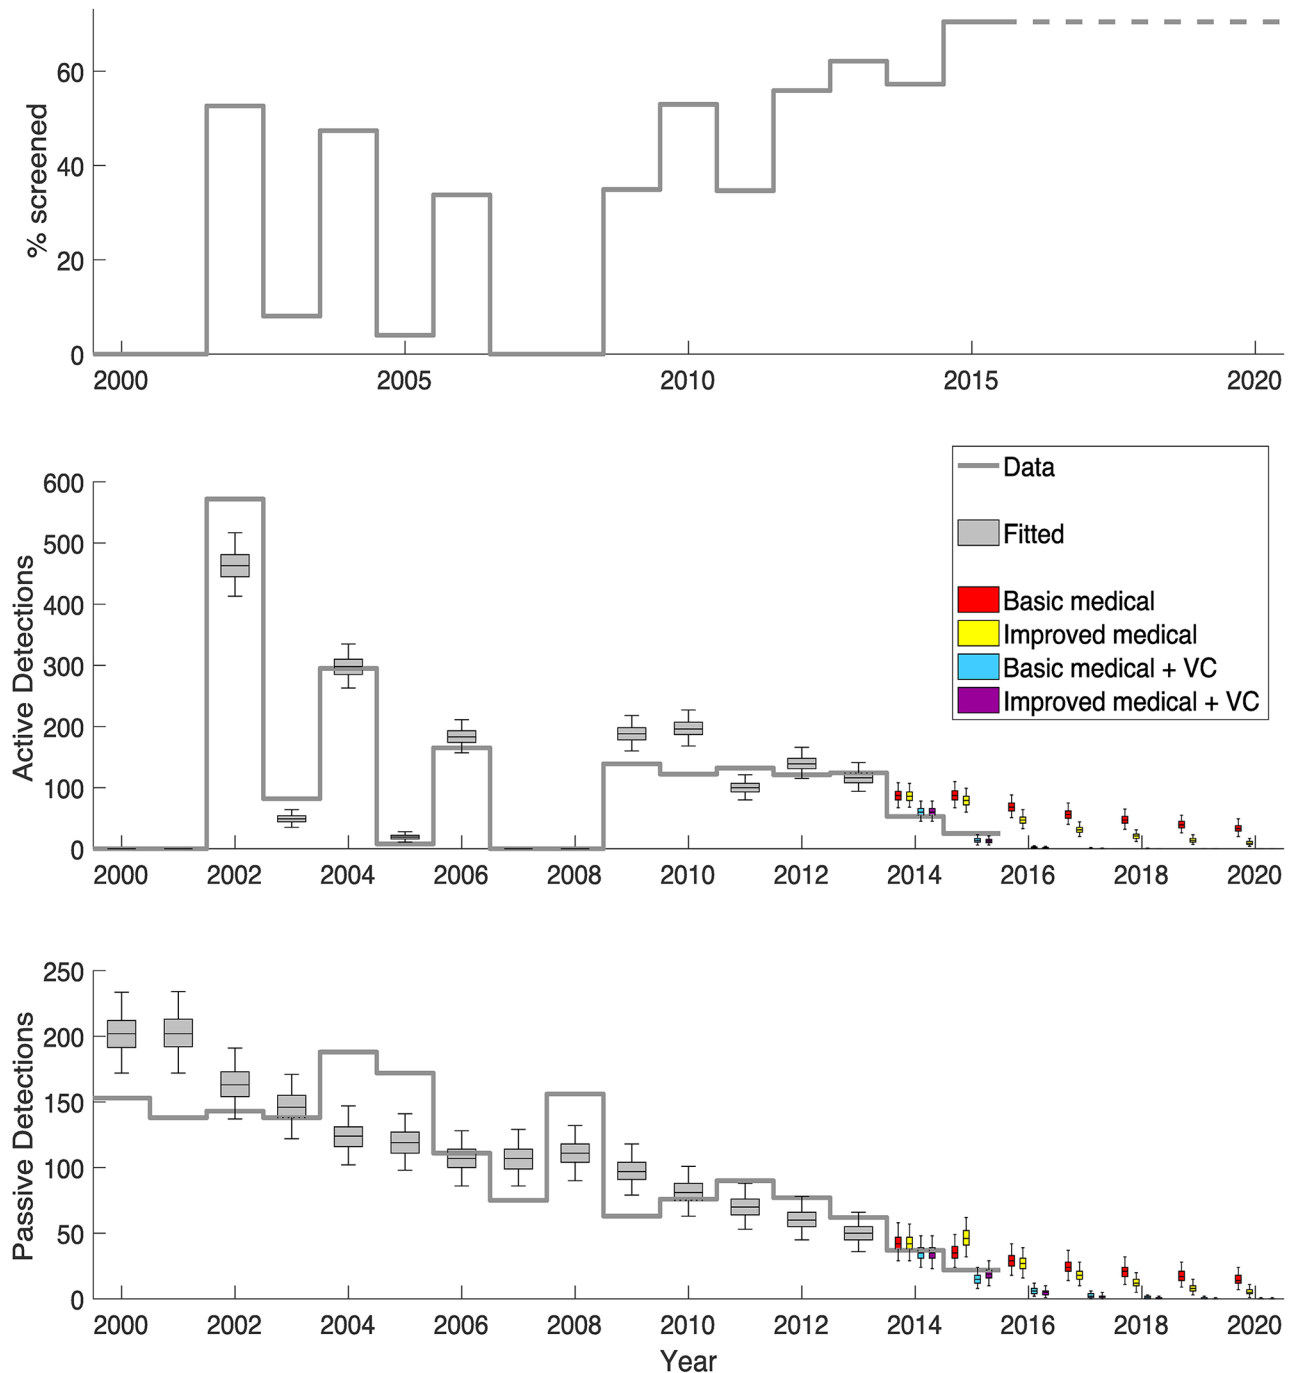 % screened
60
40
20
0
2000 2005 2010 2015 2020
Active Detections
600
500
400
300
200
100
0
2000 2002 2004 2006 2008 2010 2012 2014 2016 2018 2020
Data
Fitted
Basic medical
Improved medical
Basic medical + VC
Improved medical + VC
Passive Detections
250
200
150
100
50
0
2000 2002 2004 2006 2008 2010 2012 2014 2016 2018 2020
Year